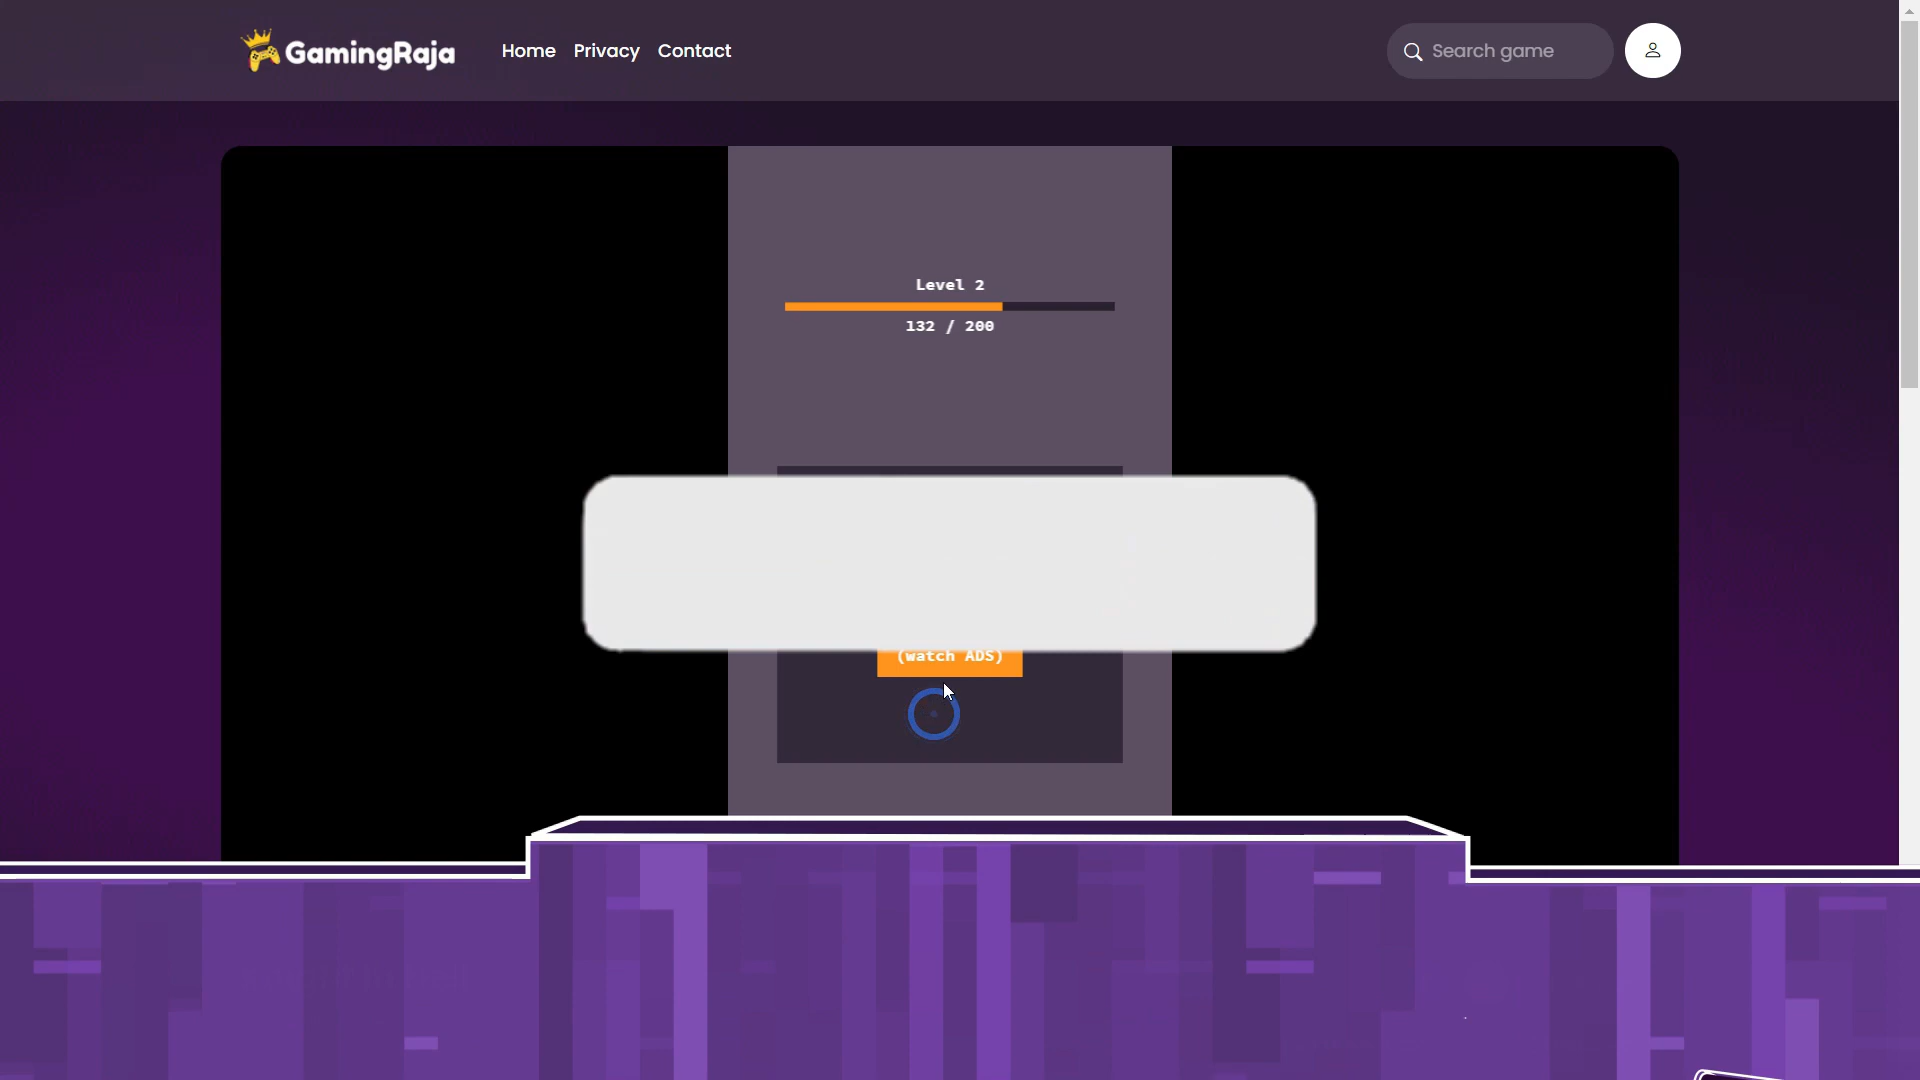 GamingRaja
Home Privacy Contact
Search game
Level 2
132 / 200
(watch ADS)